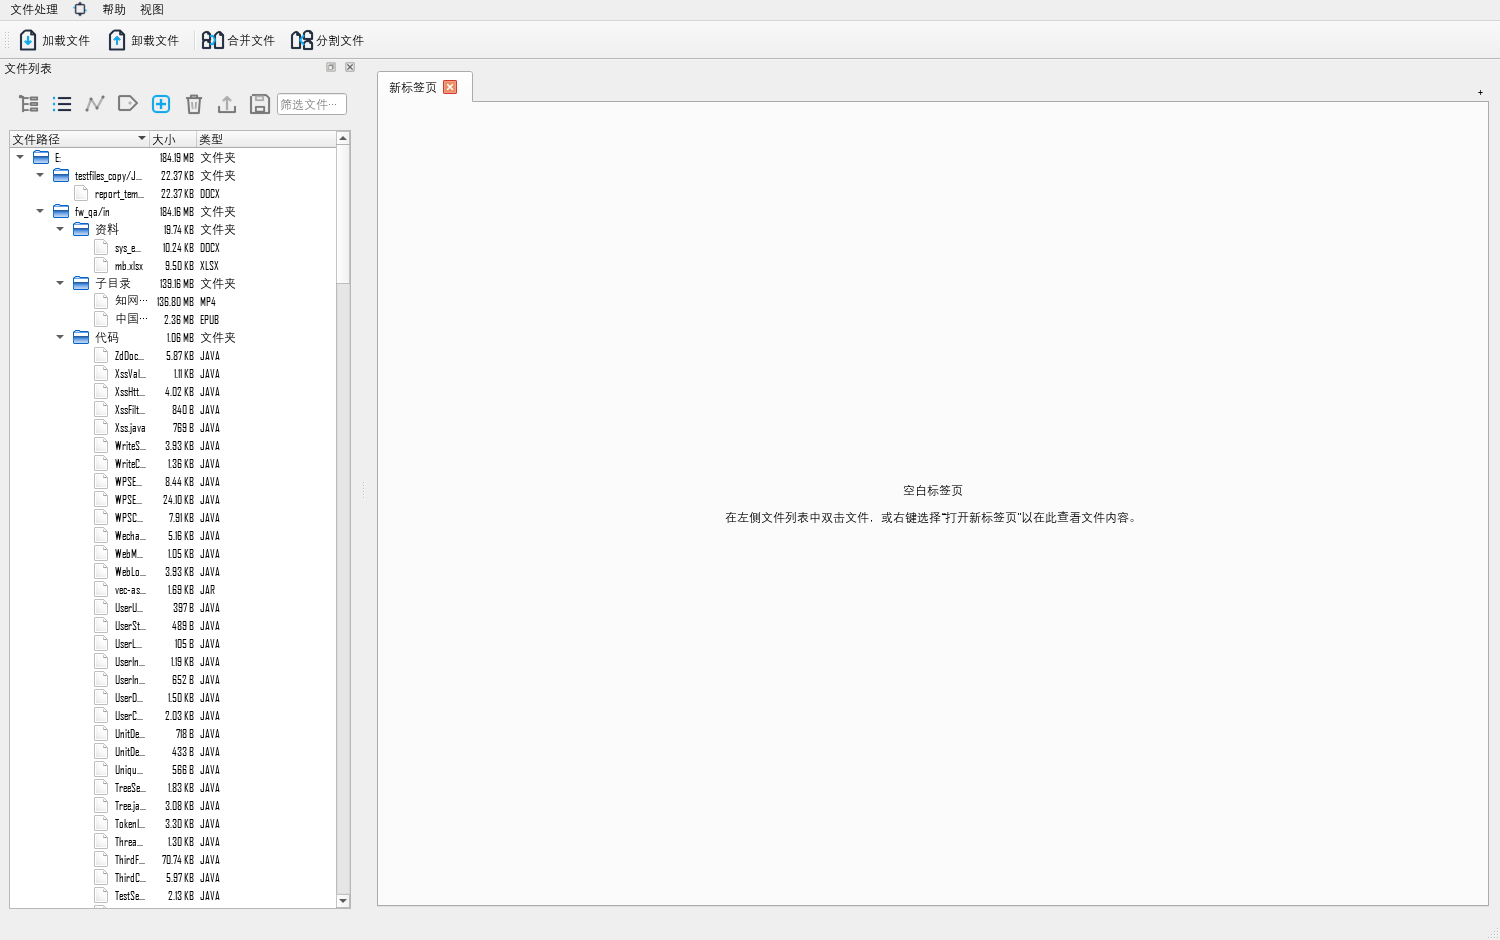 文件处理 帮助 视图
加载文件 卸载文件 合并文件 分割文件
文件列表
新标签页
筛选文件···
文件路径 大小 类型
E: 184.19 MB 文件夹
testfiles_copy/J... 22.37 KB 文件夹
report_tem... 22.37 KB DOCX
fw_qa/in 184.16 MB 文件夹
资料 19.74 KB 文件夹
sys_e... 10.24 KB DOCX
mb.xlsx 9.50 KB XLSX
子目录 139.16 MB 文件夹
知网··· 136.80 MB MP4
中国··· 2.36 MB EPUB
代码 1.06 MB 文件夹
ZdDoc... 5.87 KB JAVA
XssVal... 1.11 KB JAVA
XssHtt... 4.02 KB JAVA
XssFilt... 840 B JAVA
Xss.java 769 B JAVA
WriteS... 3.93 KB JAVA
WriteC... 1.36 KB JAVA
WPSE... 8.44 KB JAVA
WPSE... 24.10 KB JAVA
WPSC... 7.91 KB JAVA
Wecha... 5.16 KB JAVA
WebM... 1.05 KB JAVA
WebLo... 3.93 KB JAVA
vec-as... 1.69 KB JAR
UserU... 397 B JAVA
UserSt... 489 B JAVA
UserL... 105 B JAVA
UserIn... 1.19 KB JAVA
UserIn... 652 B JAVA
UserD... 1.50 KB JAVA
UserC... 2.03 KB JAVA
UnitDe... 718 B JAVA
UnitDe... 433 B JAVA
Uniqu... 566 B JAVA
TreeSe... 1.83 KB JAVA
Tree.ja... 3.08 KB JAVA
TokenI... 3.30 KB JAVA
Threa... 1.30 KB JAVA
ThirdF... 70.74 KB JAVA
ThirdC... 5.97 KB JAVA
TestSe... 2.13 KB JAVA
空白标签页
在左侧文件列表中双击文件，或右键选择"打开新标签页"以在此查看文件内容。